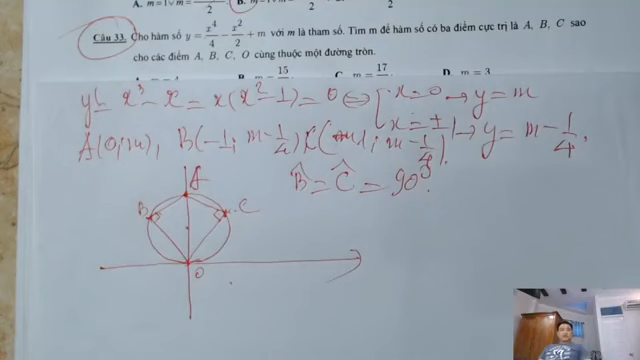 A. m=1∨m= 2 B. 2 2
Câu 33. Cho hàm số y = x⁴/4 − x²/2 + m với m là tham số. Tìm m để hàm số có ba điểm cực trị là A, B, C sao
cho các điểm A, B, C, O cùng thuộc một đường tròn.
B. m = 15 C. m = 17 D. m = 3
y' = x³ − x = x(x² − 1) = 0 ⇔ { x = 0 → y = m
x = ±1 → y = m − 1/4.
A(0; m), B(−1; m − 1/4) C(1; m − 1/4).
B̂ = Ĉ = 90°.
A
B C
O